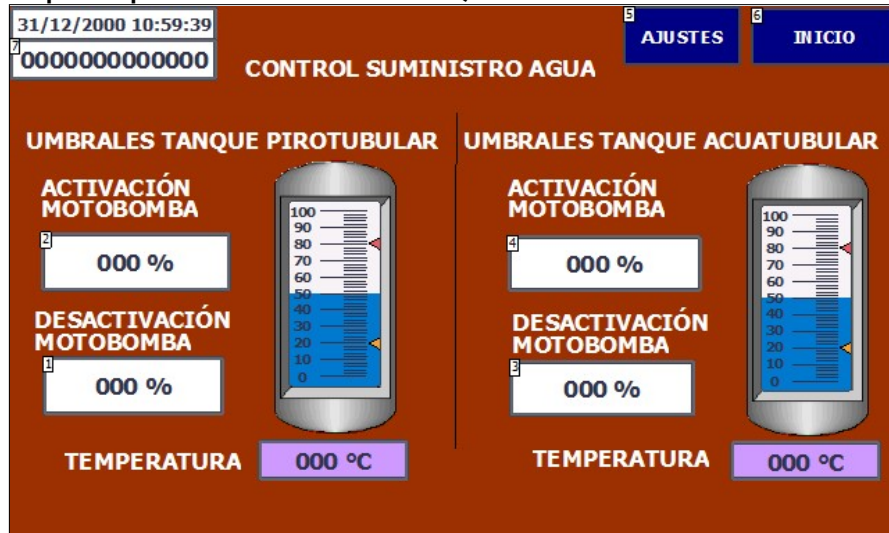 31/12/2000 10:59:39
7
0000000000000
5
AJUSTES
6
INICIO
CONTROL SUMINISTRO AGUA
UMBRALES TANQUE PIROTUBULAR
ACTIVACIÓN
MOTOBOMBA
2
000 %
DESACTIVACIÓN
MOTOBOMBA
1
000 %
100
90
80
70
60
50
40
30
20
10
0
TEMPERATURA
000 ºC
UMBRALES TANQUE ACUATUBULAR
ACTIVACIÓN
MOTOBOMBA
4
000 %
DESACTIVACIÓN
MOTOBOMBA
3
000 %
100
90
80
70
60
50
40
30
20
10
0
TEMPERATURA
000 ºC